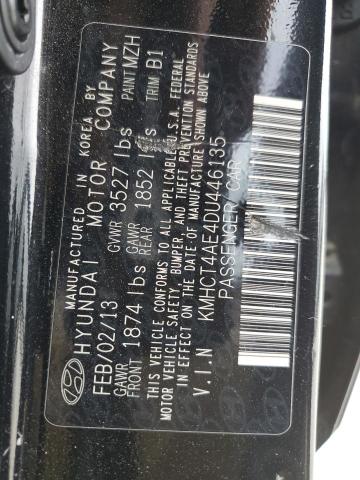 MANUFACTURED IN KOREA BY
HYUNDAI MOTOR COMPANY
FEB/02/13 GVWR 3527 lbs PAINT MZH
GAWR FRONT 1874 lbs GAWR REAR 1852 lbs TRIM B1
THIS VEHICLE CONFORMS TO ALL APPLICABLE U.S.A. FEDERAL
MOTOR VEHICLE SAFETY, BUMPER, AND THEFT PREVENTION STANDARDS
IN EFFECT ON THE DATE OF MANUFACTURE SHOWN ABOVE
V.I.N KMHCT4AE4DU446135
PASSENGER CAR